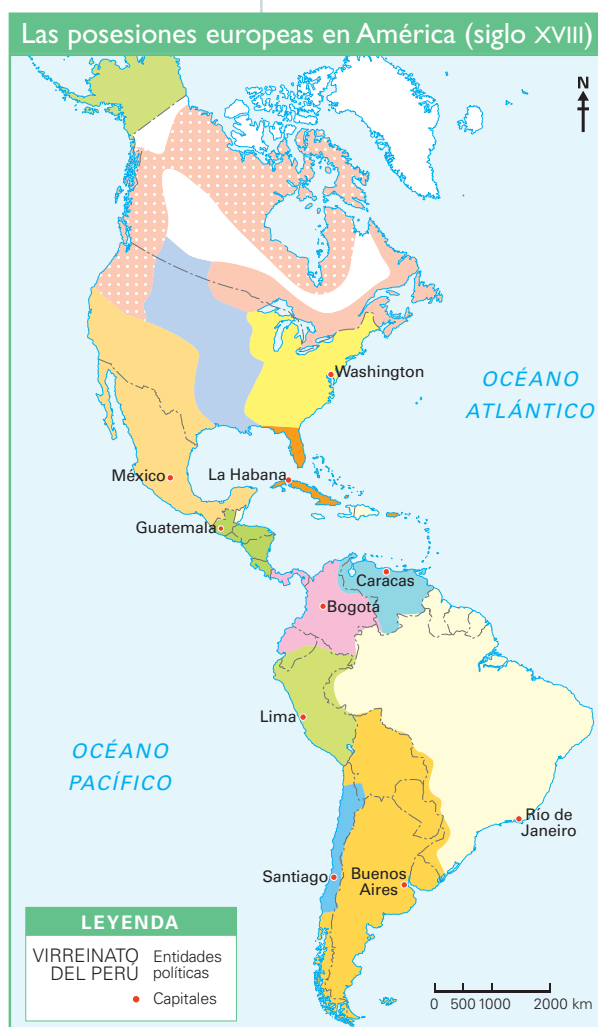 Las posesiones europeas en América (siglo XVIII)
N
Washington
OCÉANO
ATLÁNTICO
México
La Habana
Guatemala
Caracas
Bogotá
Lima
OCÉANO
PACÍFICO
Río de
Janeiro
Santiago
Buenos
Aires
LEYENDA
VIRREINATO
DEL PERÚ
Entidades
políticas
Capitales
0 500 1000 2000 km